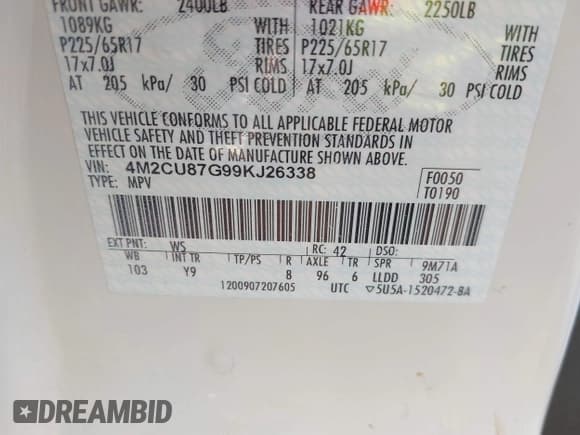 FRONT GAWR: 2400LB REAR GAWR: 2250LB
1089KG WITH 1021KG WITH
P225/65R17 TIRES P225/65R17 TIRES
17x7.0J RIMS 17x7.0J RIMS
AT 205 kPa/ 30 PSI COLD AT 205 kPa/ 30 PSI COLD
THIS VEHICLE CONFORMS TO ALL APPLICABLE FEDERAL MOTOR
VEHICLE SAFETY AND THEFT PREVENTION STANDARDS IN
EFFECT ON THE DATE OF MANUFACTURE SHOWN ABOVE.
VIN: 4M2CU87G99KJ26338 F0050
TYPE: MPV T0190
EXT PNT: WS RC: 42 DSO:
WB INT TR TP/PS R AXLE TR SPR 9M71A
103 Y9 8 96 6 LLDD 305
1200907207605 UTC ▽5U5A-1520472-BA
DREAMBID